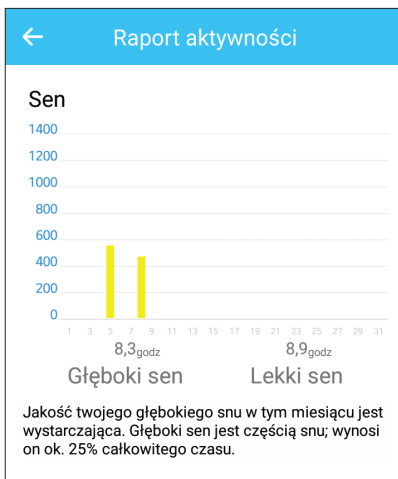 Raport aktywności
Sen
1400
1200
1000
800
600
400
200
0
1 3 5 7 9 11 13 15 17 19 21 23 25 27 29 31
8,3godz 8,9godz
Głęboki sen Lekki sen
Jakość twojego głębokiego snu w tym miesiącu jest
wystarczająca. Głęboki sen jest częścią snu; wynosi
on ok. 25% całkowitego czasu.